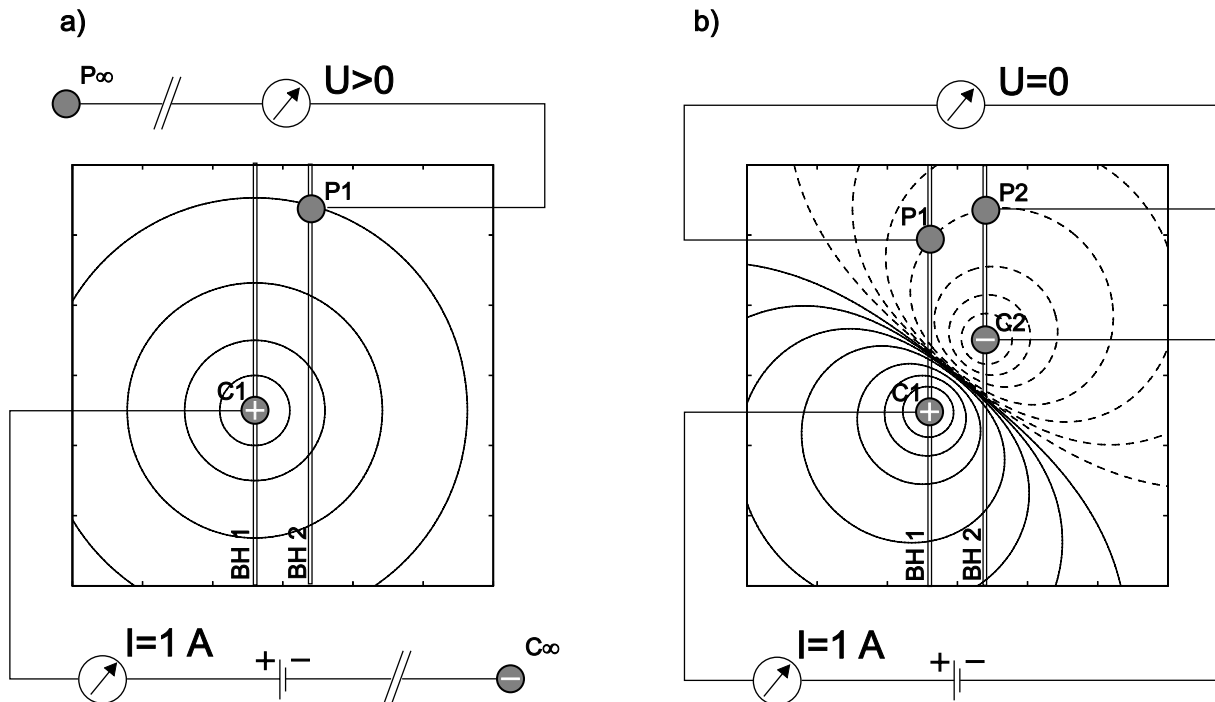 a)
P∞
U>0
P1
C1
+
BH 1
BH 2
I=1 A
+ −
C∞
−
b)
U=0
P2
P1
C2
−
C1
+
BH 1
BH 2
I=1 A
+ −